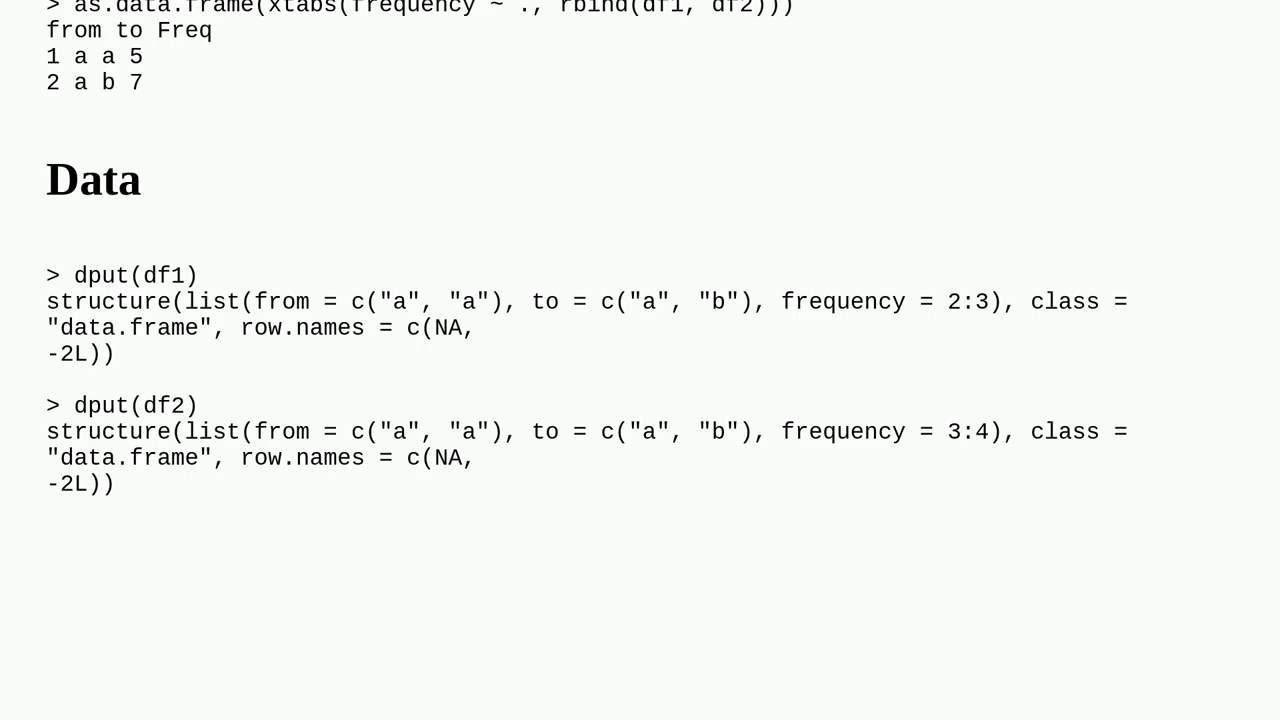 > as.data.frame(xtabs(frequency ~ ., rbind(df1, df2)))
from to Freq
1 a a 5
2 a b 7
Data
> dput(df1)
structure(list(from = c("a", "a"), to = c("a", "b"), frequency = 2:3), class =
"data.frame", row.names = c(NA,
-2L))
> dput(df2)
structure(list(from = c("a", "a"), to = c("a", "b"), frequency = 3:4), class =
"data.frame", row.names = c(NA,
-2L))